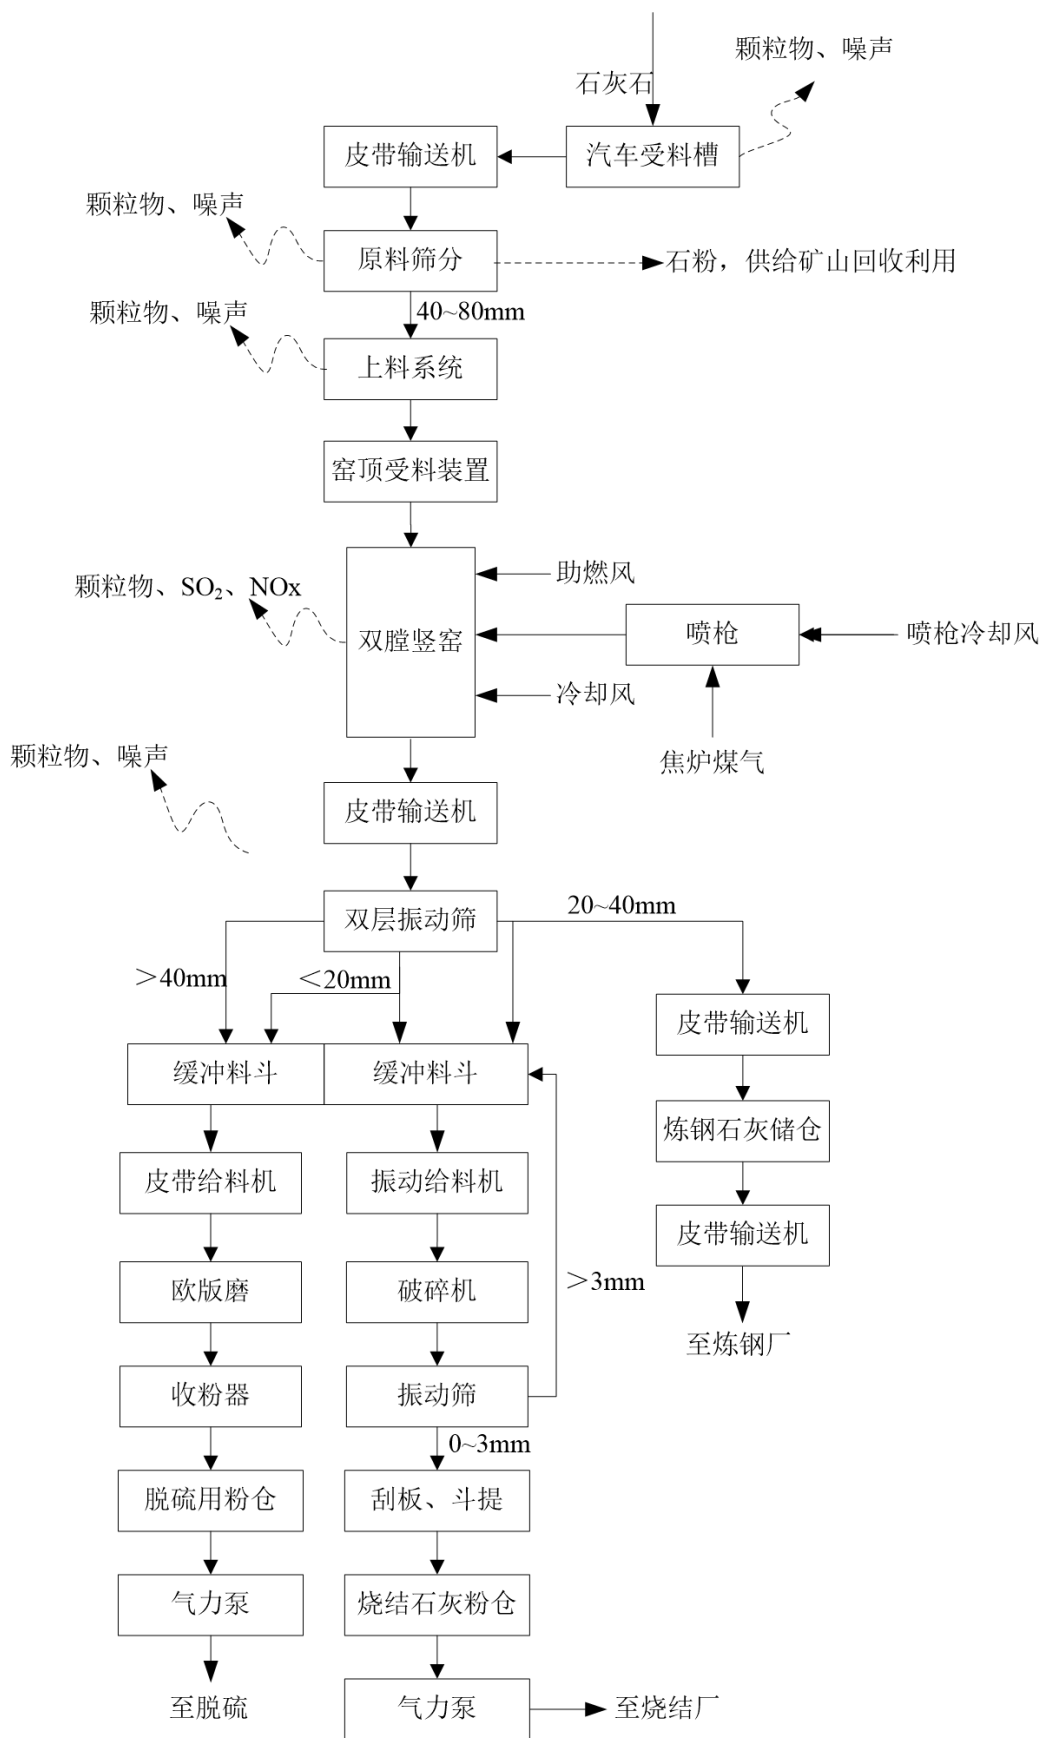 颗粒物、噪声
石灰石
皮带输送机
汽车受料槽
颗粒物、噪声
原料筛分
石粉，供给矿山回收利用
40~80mm
颗粒物、噪声
上料系统
窑顶受料装置
助燃风
颗粒物、SO₂、NOx
双膛竖窑
喷枪
喷枪冷却风
冷却风
焦炉煤气
颗粒物、噪声
皮带输送机
双层振动筛
20~40mm
＞40mm
＜20mm
皮带输送机
缓冲料斗
缓冲料斗
炼钢石灰储仓
皮带给料机
振动给料机
皮带输送机
欧版磨
破碎机
＞3mm
至炼钢厂
收粉器
振动筛
0~3mm
脱硫用粉仓
刮板、斗提
气力泵
烧结石灰粉仓
至脱硫
气力泵
至烧结厂